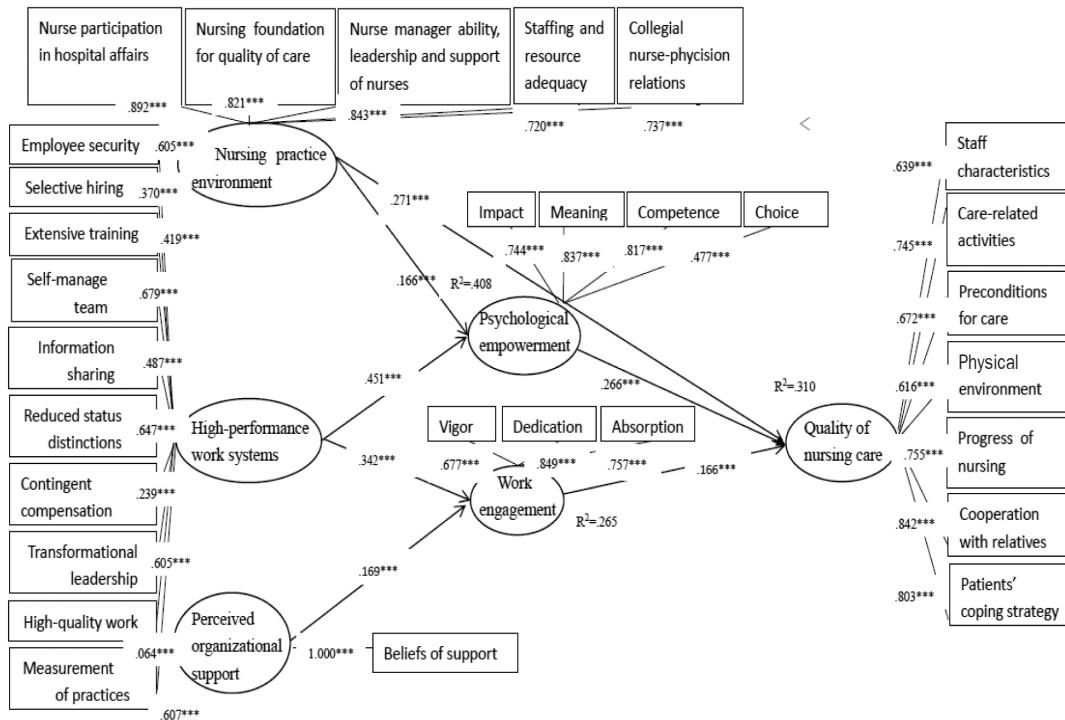 Nurse participation
in hospital affairs
Nursing foundation
for quality of care
Nurse manager ability,
leadership and support
of nurses
Staffing and
resource
adequacy
Collegial
nurse-phycision
relations
.892***
.821***
.843***
.720***
.737***
Employee security
Selective hiring
Extensive training
Self-manage
team
Information
sharing
Reduced status
distinctions
Contingent
compensation
Transformational
leadership
High-quality work
Measurement
of practices
.605***
.370***
.419***
.679***
.487***
.647***
.239***
.605***
.064***
.607***
Nursing practice
environment
High-performance
work systems
Perceived
organizational
support
1.000***
Beliefs of support
.271***
.166***
.451***
.342***
.169***
Impact
Meaning
Competence
Choice
.744***
.837***
.817***
.477***
R²=.408
Psychological
empowerment
.266***
Vigor
Dedication
Absorption
.677***
.849***
.757***
.166***
Work
engagement
R²=.265
R²=.310
Quality of
nursing care
.639***
.745***
.672***
.616***
.755***
.842***
.803***
Staff
characteristics
Care-related
activities
Preconditions
for care
Physical
environment
Progress of
nursing
Cooperation
with relatives
Patients'
coping strategy